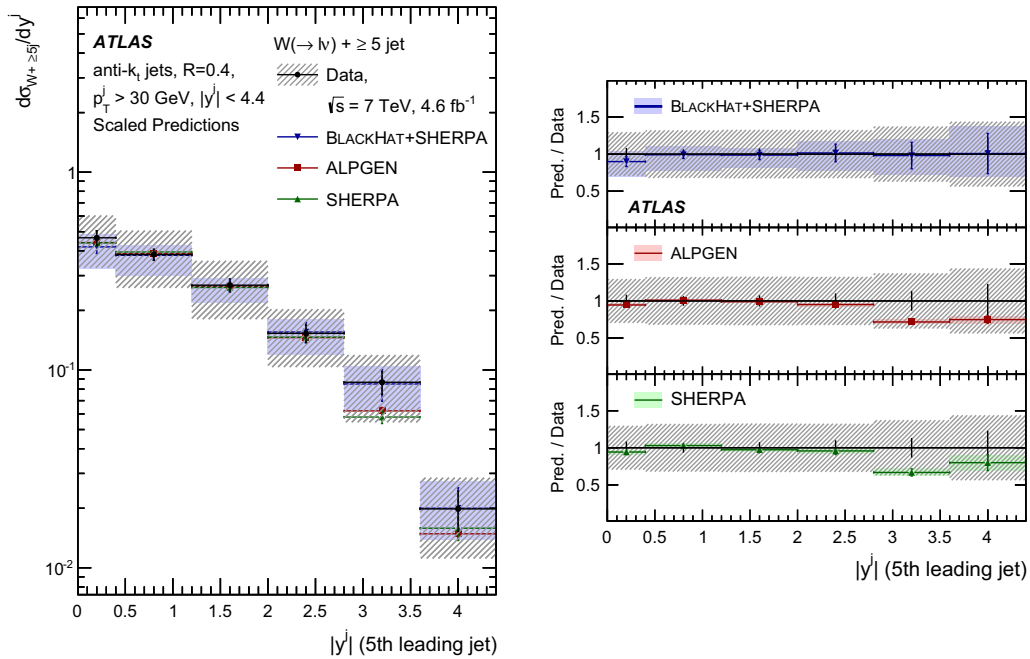 dσ_{W+ ≥5j}/dy^j
ATLAS
anti-k_t jets, R=0.4,
p_T^j > 30 GeV, |y^j| < 4.4
Scaled Predictions
W(→ lν) + ≥ 5 jet
Data,
√s = 7 TeV, 4.6 fb⁻¹
BLACKHAT+SHERPA
ALPGEN
SHERPA
1
10⁻¹
10⁻²
0 0.5 1 1.5 2 2.5 3 3.5 4
|y^j| (5th leading jet)
Pred. / Data
1.5
1
0.5
BLACKHAT+SHERPA
ATLAS
Pred. / Data
1.5
1
0.5
ALPGEN
Pred. / Data
1.5
1
0.5
SHERPA
0 0.5 1 1.5 2 2.5 3 3.5 4
|y^j| (5th leading jet)